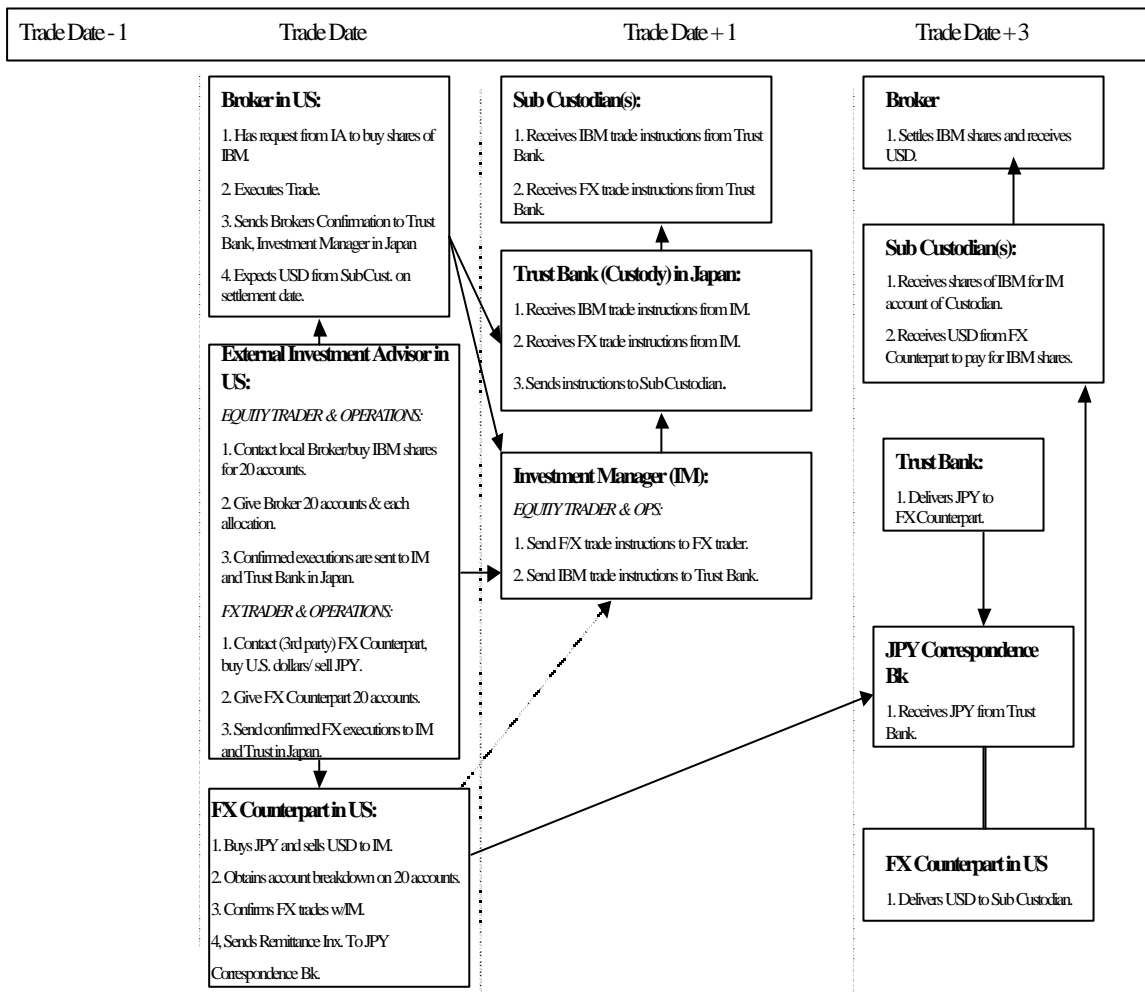 Trade Date - 1
Trade Date
Trade Date + 1
Trade Date + 3
Broker in US:
1. Has request from IA to buy shares of
IBM.
2. Executes Trade.
3. Sends Brokers Confirmation to Trust
Bank, Investment Manager in Japan
4. Expects USD from SubCust. on
settlement date.
External Investment Advisor in
US:
EQUITY TRADER & OPERATIONS:
1. Contact local Broker/buy IBM shares
for 20 accounts.
2. Give Broker 20 accounts & each
allocation.
3. Confirmed executions are sent to IM
and Trust Bank in Japan.
FX TRADER & OPERATIONS:
1. Contact (3rd party) FX Counterpart,
buy U.S. dollars/ sell JPY.
2. Give FX Counterpart 20 accounts.
3. Send confirmed FX executions to IM
and Trust in Japan.
FX Counterpart in US:
1. Buys JPY and sells USD to IM.
2. Obtains account breakdown on 20 accounts.
3. Confirms FX trades w/IM.
4, Sends Remittance Inx. To JPY
Correspondence Bk.
Sub Custodian(s):
1. Receives IBM trade instructions from Trust
Bank.
2. Receives FX trade instructions from Trust
Bank.
Trust Bank (Custody) in Japan:
1. Receives IBM trade instructions from IM.
2. Receives FX trade instructions from IM.
3. Sends instructions to Sub Custodian.
Investment Manager (IM):
EQUITY TRADER & OPS:
1. Send F/X trade instructions to FX trader.
2. Send IBM trade instructions to Trust Bank.
Broker
1. Settles IBM shares and receives
USD.
Sub Custodian(s):
1. Receives shares of IBM for IM
account of Custodian.
2. Receives USD from FX
Counterpart to pay for IBM shares.
Trust Bank:
1. Delivers JPY to
FX Counterpart.
JPY Correspondence
Bk
1. Receives JPY from Trust
Bank.
FX Counterpart in US
1. Delivers USD to Sub Custodian.